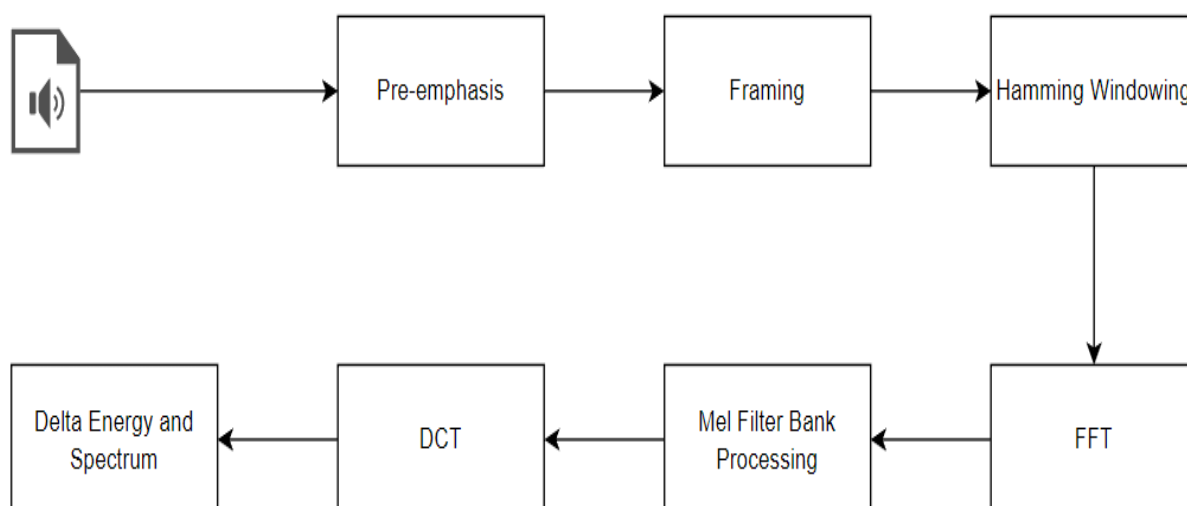 Pre-emphasis
Framing
Hamming Windowing
FFT
Mel Filter Bank
Processing
DCT
Delta Energy and
Spectrum